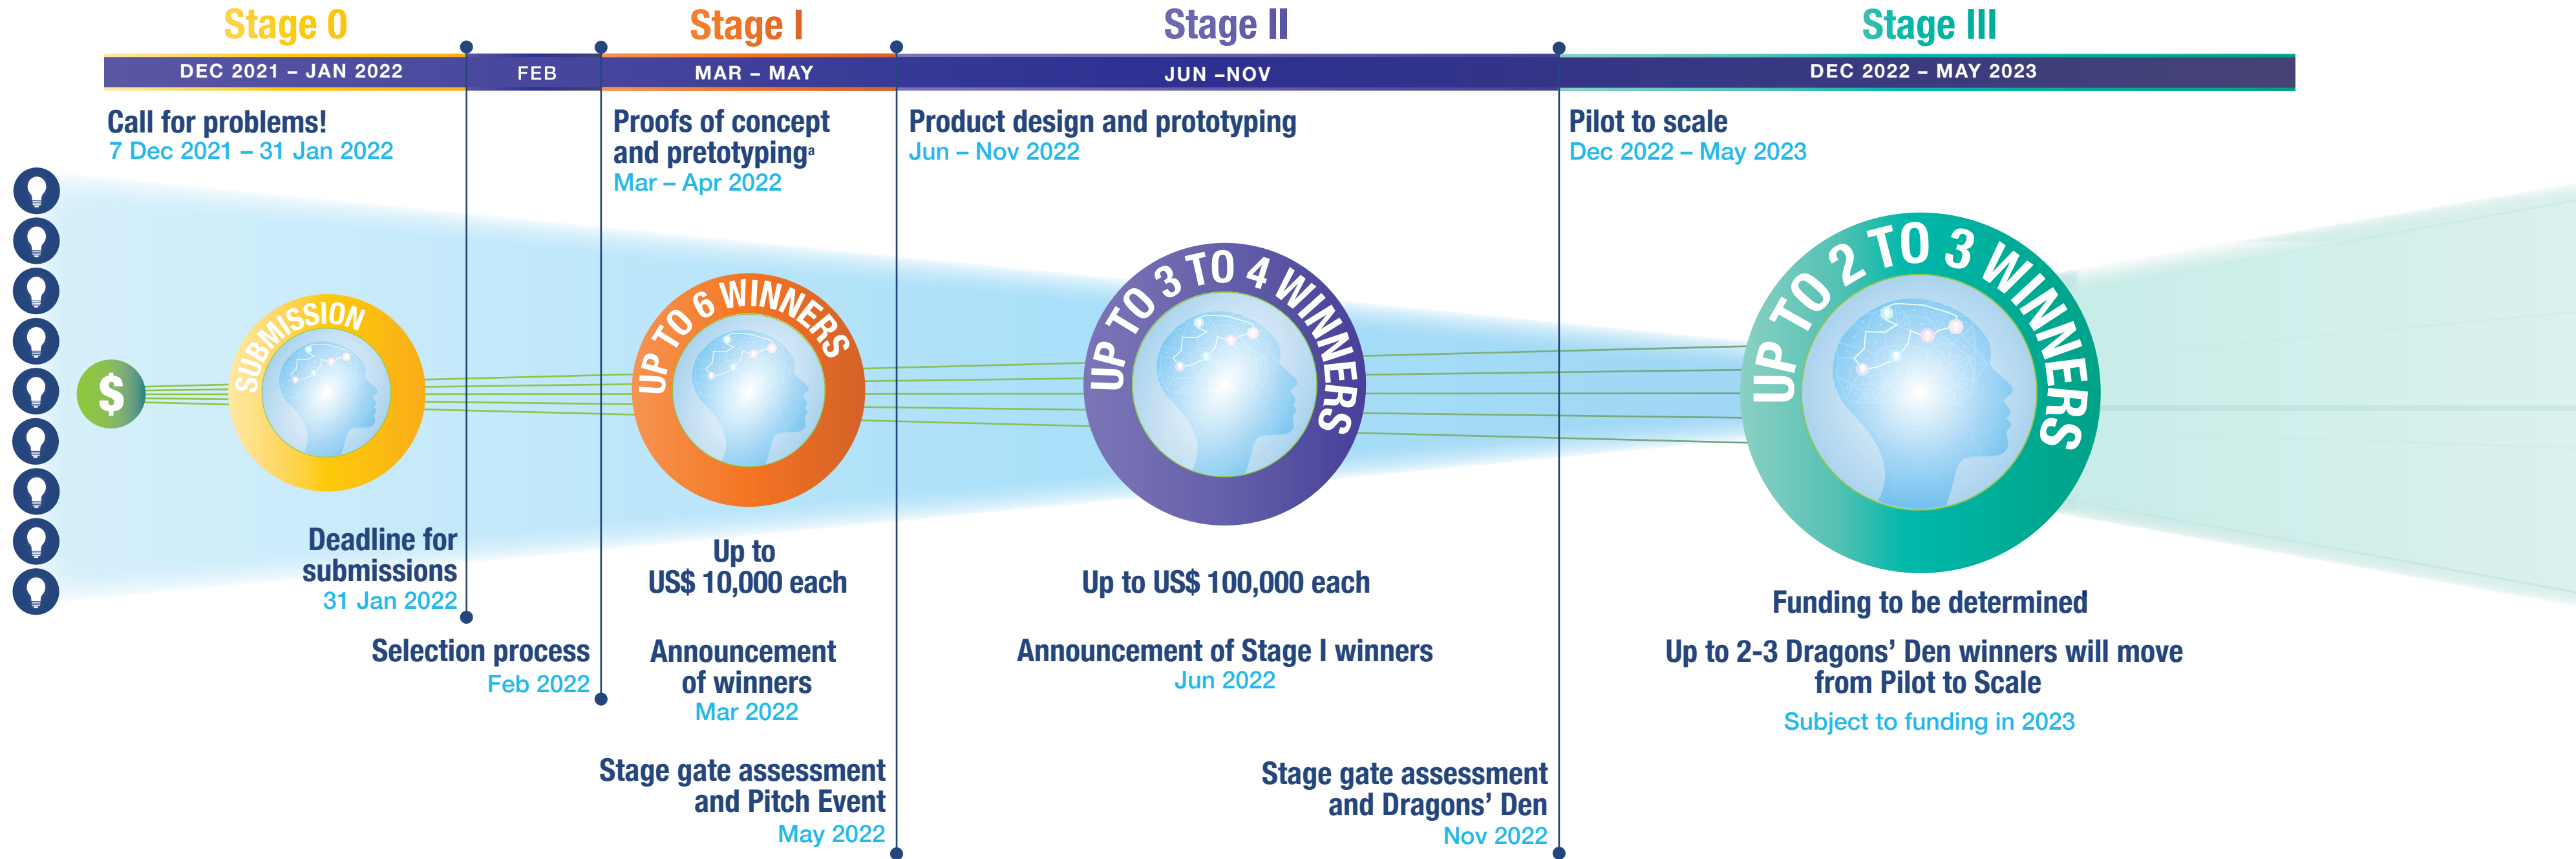 Stage 0
Stage I
Stage II
Stage III
DEC 2021 – JAN 2022
FEB
MAR – MAY
JUN –NOV
DEC 2022 – MAY 2023
Call for problems!
7 Dec 2021 – 31 Jan 2022
Proofs of concept
and pretotypingª
Mar – Apr 2022
Product design and prototyping
Jun – Nov 2022
Pilot to scale
Dec 2022 – May 2023
$
SUBMISSION
UP TO 6 WINNERS
UP TO 3 TO 4 WINNERS
UP TO 2 TO 3 WINNERS
Deadline for
submissions
31 Jan 2022
Selection process
Feb 2022
Up to
US$ 10,000 each
Announcement
of winners
Mar 2022
Stage gate assessment
and Pitch Event
May 2022
Up to US$ 100,000 each
Announcement of Stage I winners
Jun 2022
Stage gate assessment
and Dragons’ Den
Nov 2022
Funding to be determined
Up to 2-3 Dragons’ Den winners will move
from Pilot to Scale
Subject to funding in 2023